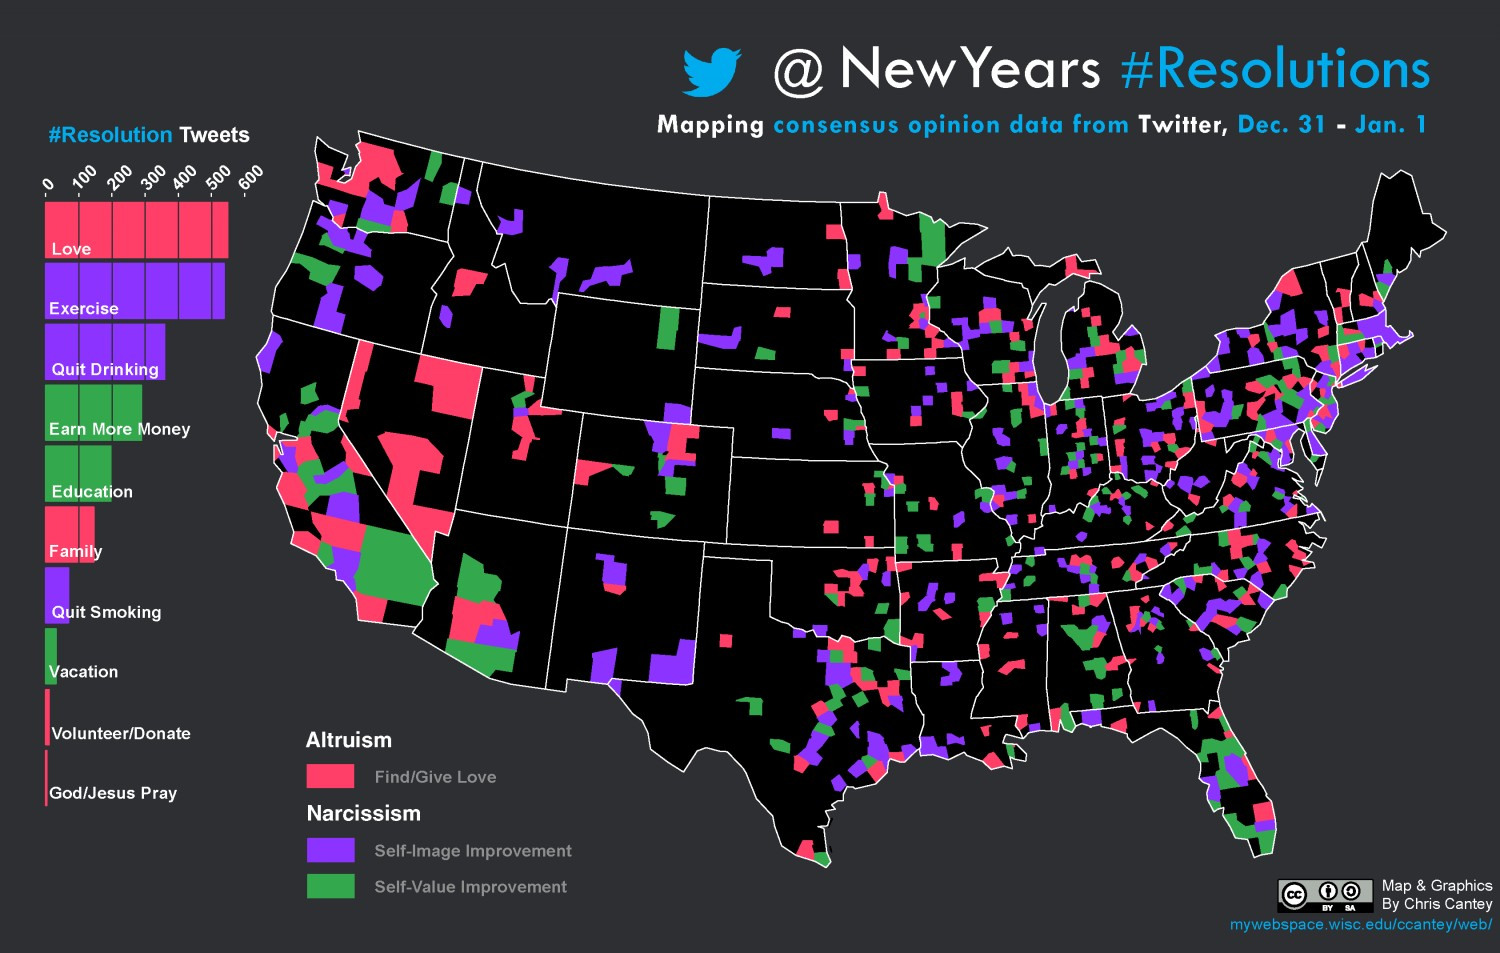 @ NewYears #Resolutions
Mapping consensus opinion data from Twitter, Dec. 31 - Jan. 1
#Resolution Tweets
0 100 200 300 400 500 600
Love
Exercise
Quit Drinking
Earn More Money
Education
Family
Quit Smoking
Vacation
Volunteer/Donate
God/Jesus Pray
Altruism
Find/Give Love
Narcissism
Self-Image Improvement
Self-Value Improvement
cc BY SA
Map & Graphics
By Chris Cantey
mywebspace.wisc.edu/ccantey/web/